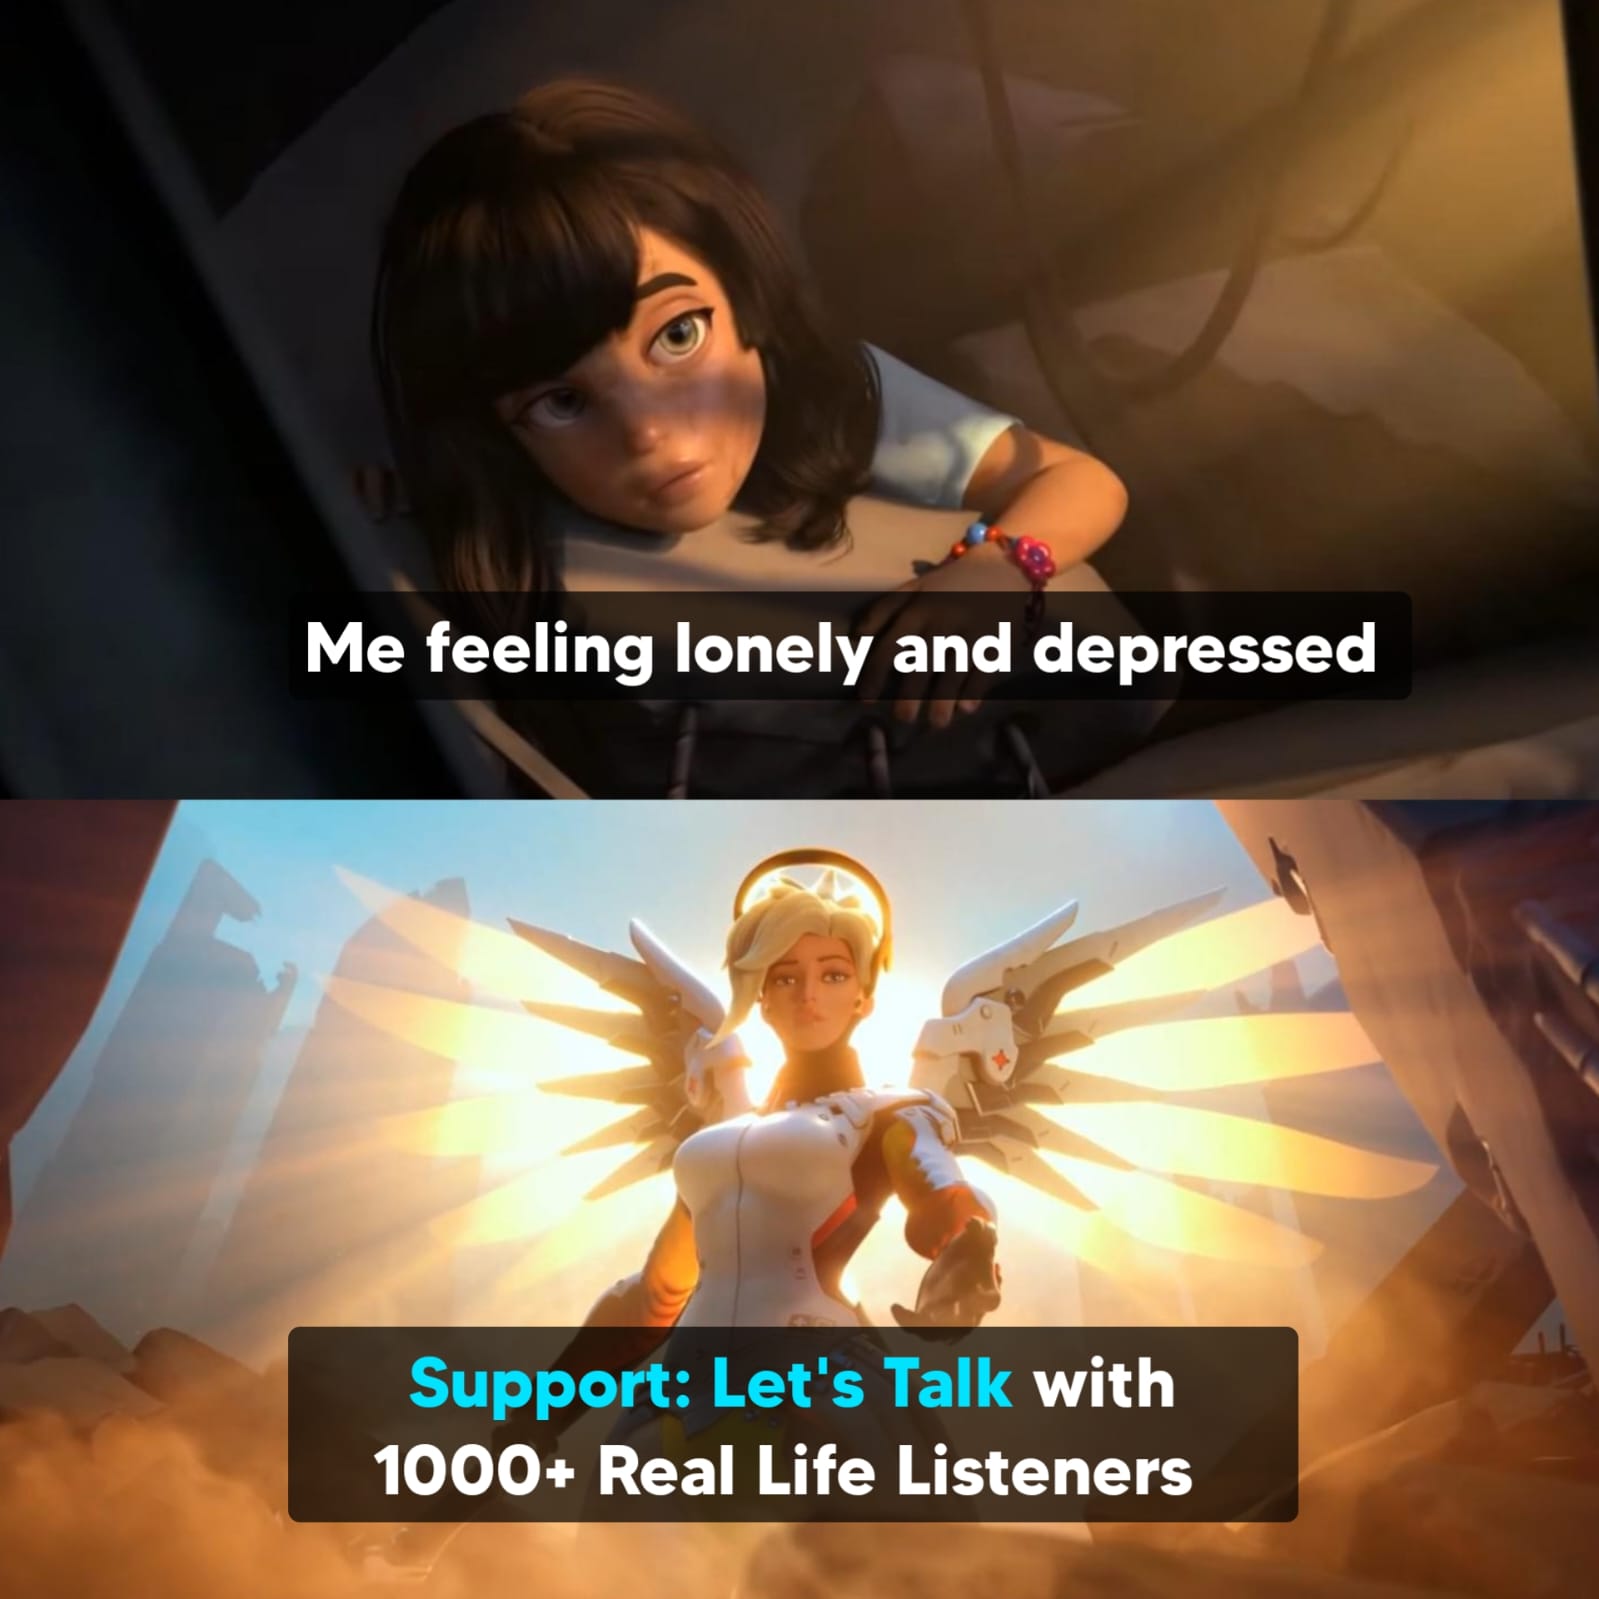 Me feeling lonely and depressed
Support: Let's Talk with
1000+ Real Life Listeners